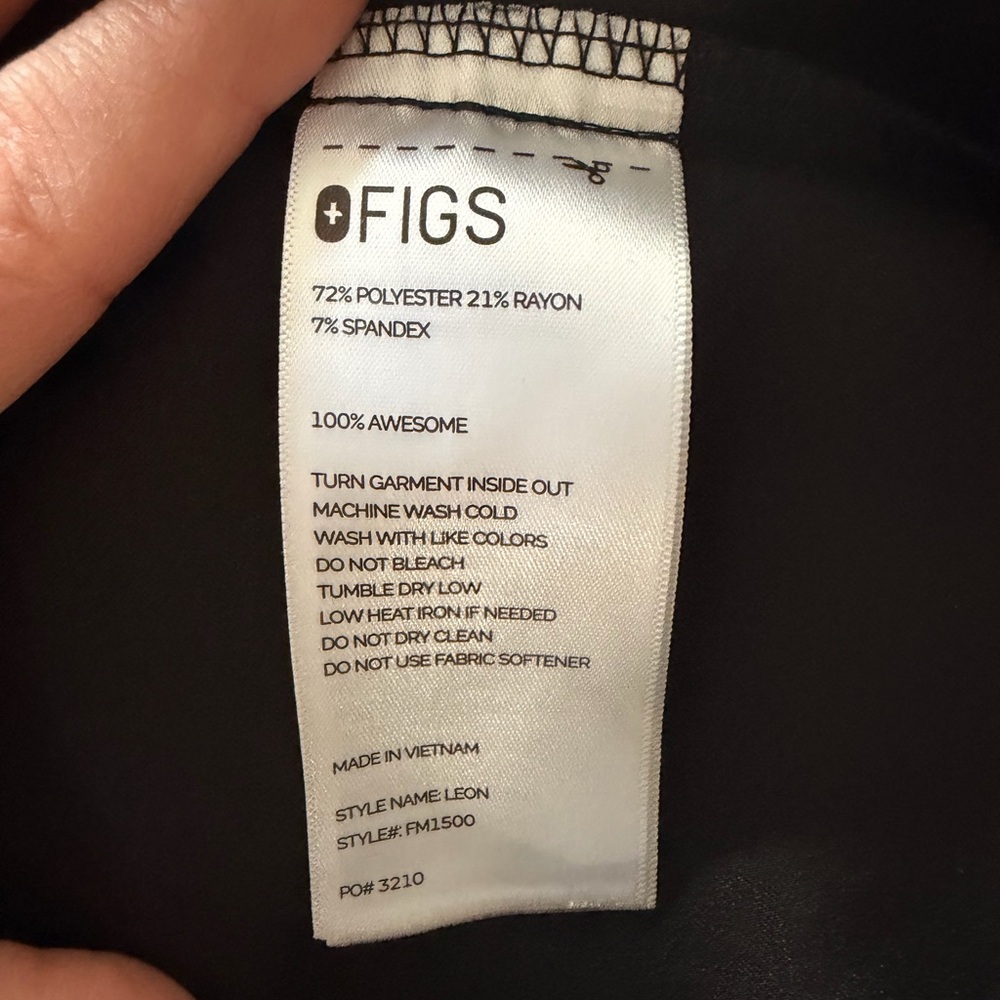 FIGS
72% POLYESTER 21% RAYON
7% SPANDEX
100% AWESOME
TURN GARMENT INSIDE OUT
MACHINE WASH COLD
WASH WITH LIKE COLORS
DO NOT BLEACH
TUMBLE DRY LOW
LOW HEAT IRON IF NEEDED
DO NOT DRY CLEAN
DO NOT USE FABRIC SOFTENER
MADE IN VIETNAM
STYLE NAME: LEON
STYLE#: FM1500
PO# 3210